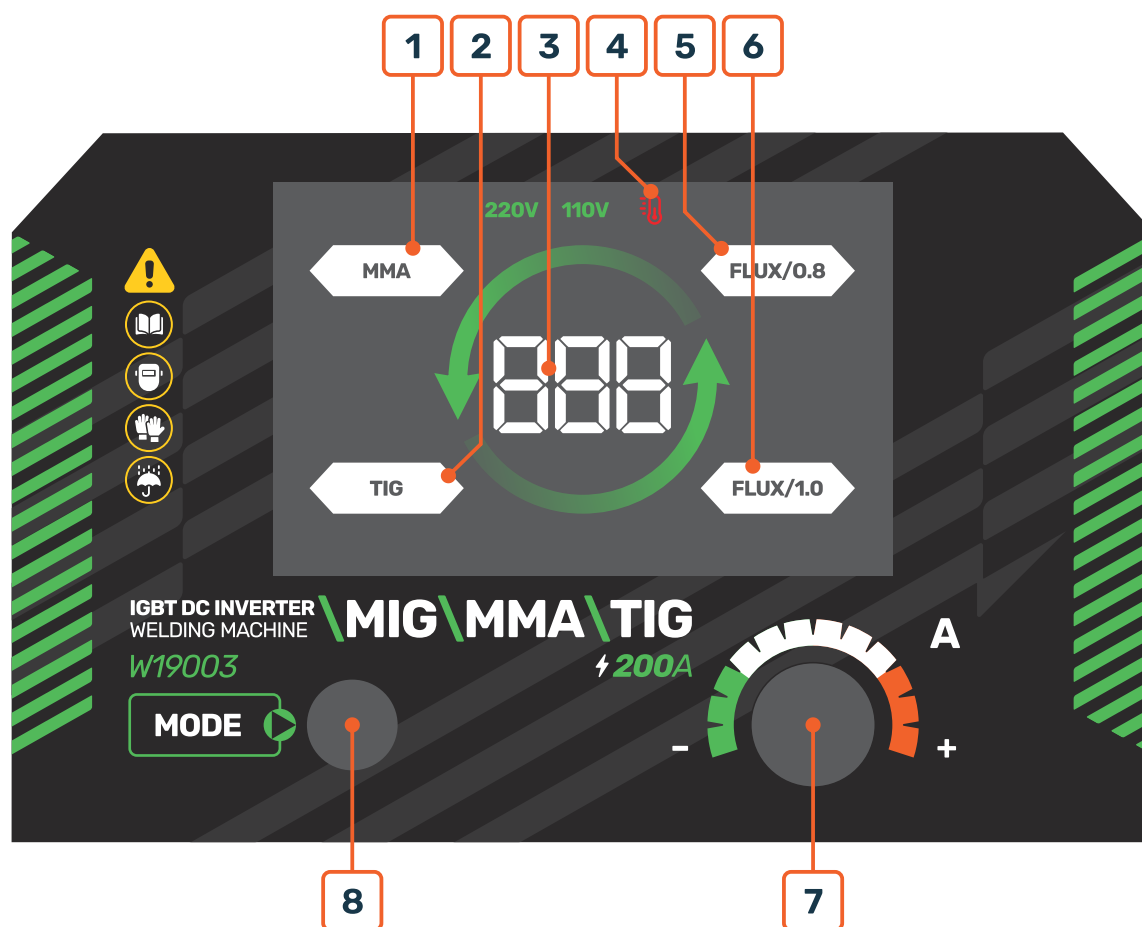 1 2 3 4 5 6
220V 110V
MMA FLUX/0.8
888
TIG FLUX/1.0
IGBT DC INVERTER
WELDING MACHINE
\MIG\MMA\TIG
W19003 200A
A
MODE
- +
8 7